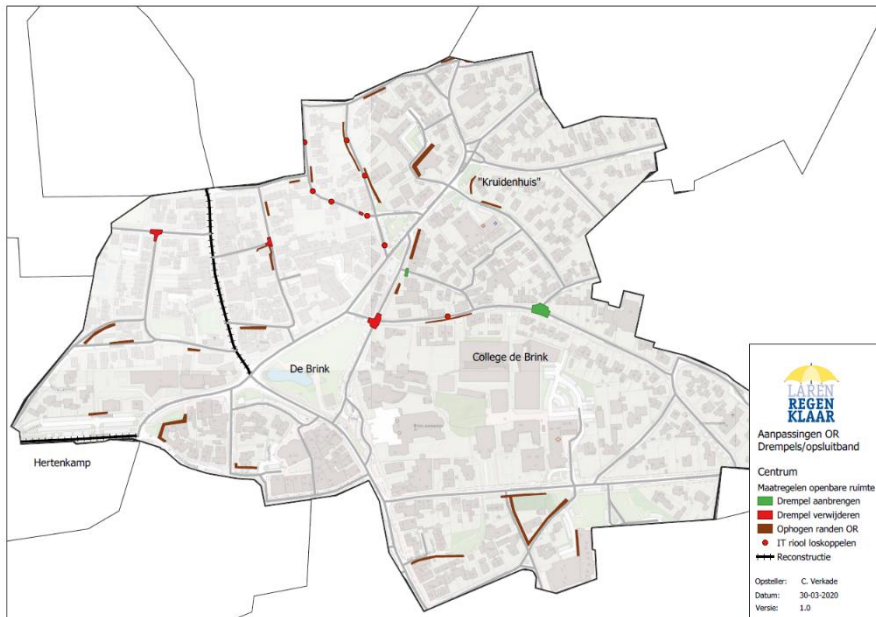 "Kruidenhuis"
De Brink
College de Brink
Hertenkamp
LAREN
REGEN
KLAAR
Aanpassingen OR
Drempels/opsluitband
Centrum
Maatregelen openbare ruimte
Drempel aanbrengen
Drempel verwijderen
Ophogen randen OR
IT riool loskoppelen
Reconstructie
Opsteller: C. Verkade
Datum: 30-03-2020
Versie: 1.0